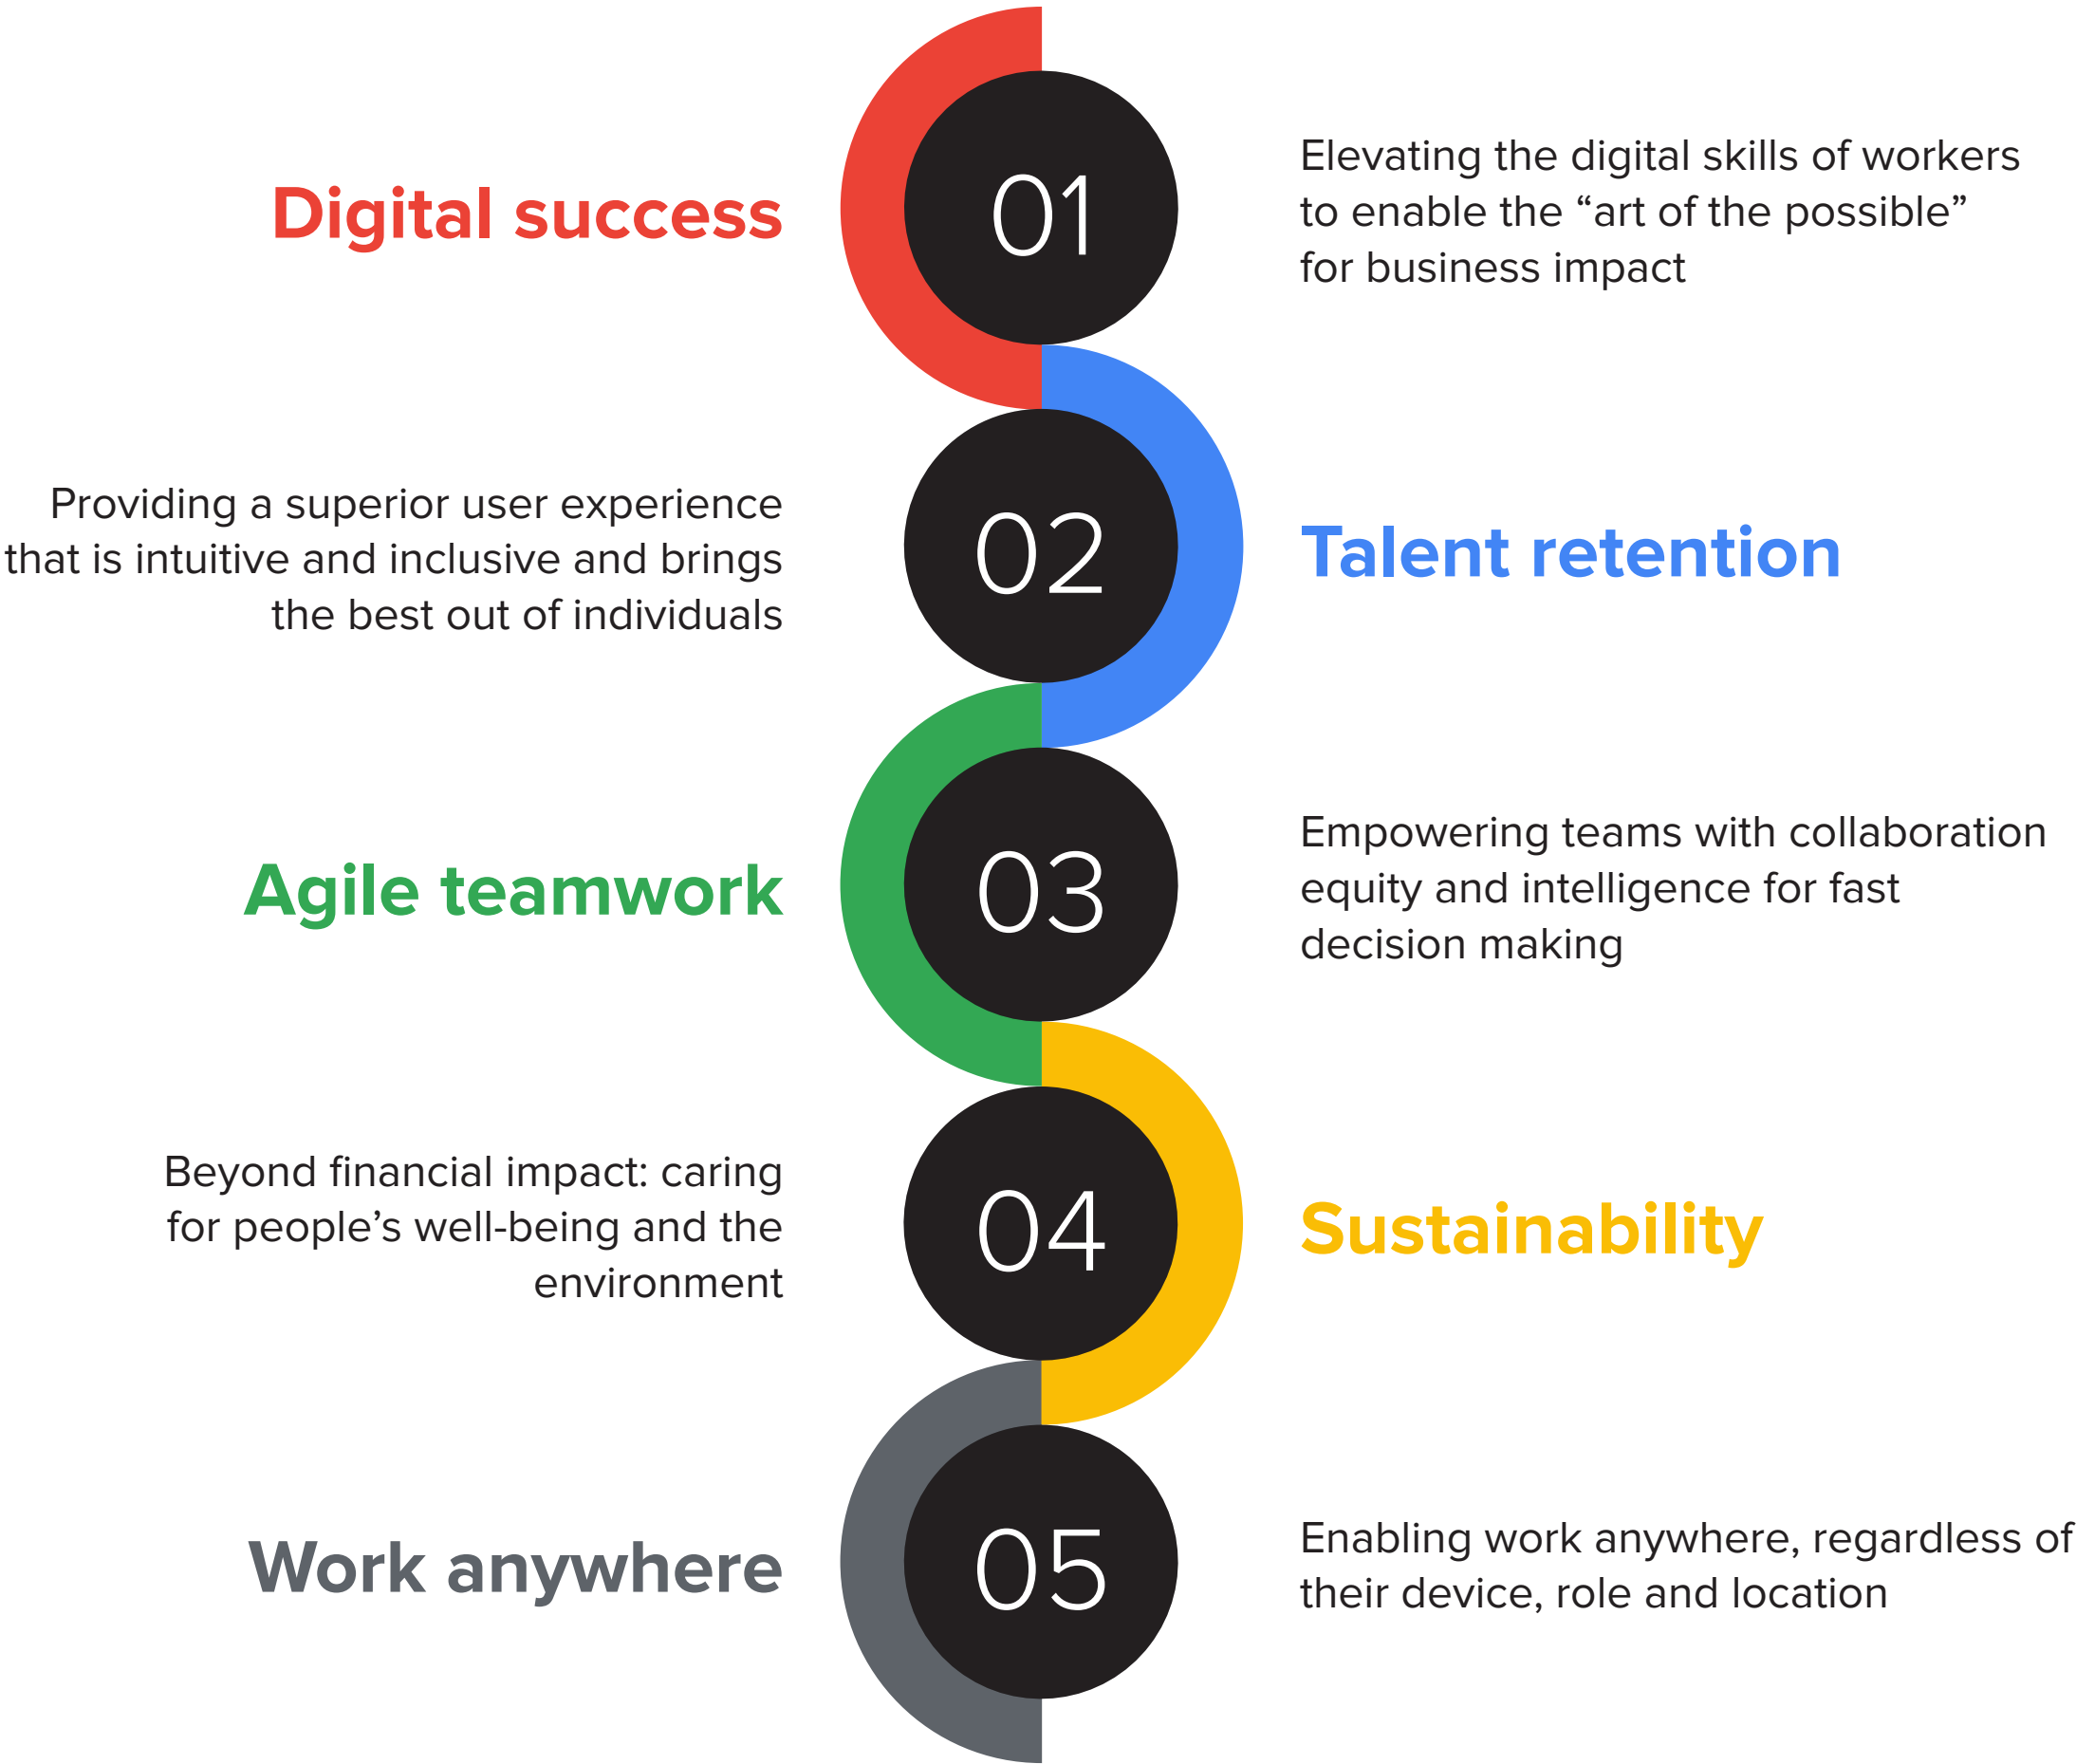 01
Digital success
Elevating the digital skills of workers
to enable the “art of the possible”
for business impact
02
Providing a superior user experience
that is intuitive and inclusive and brings
the best out of individuals
Talent retention
03
Agile teamwork
Empowering teams with collaboration
equity and intelligence for fast
decision making
04
Beyond financial impact: caring
for people’s well-being and the
environment
Sustainability
05
Work anywhere
Enabling work anywhere, regardless of
their device, role and location